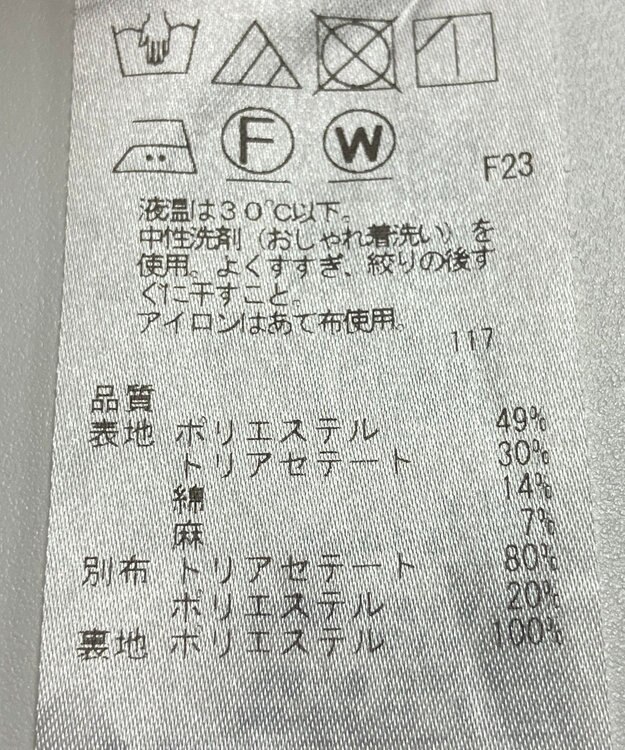 F W F23
液温は30℃以下。
中性洗剤（おしゃれ着洗い）を
使用。よくすすぎ、絞りの後す
ぐに干すこと。
アイロンはあて布使用。
117
品質
表地 ポリエステル 49%
トリアセテート 30%
綿 14%
麻 7%
別布 トリアセテート 80%
ポリエステル 20%
裏地 ポリエステル 100%